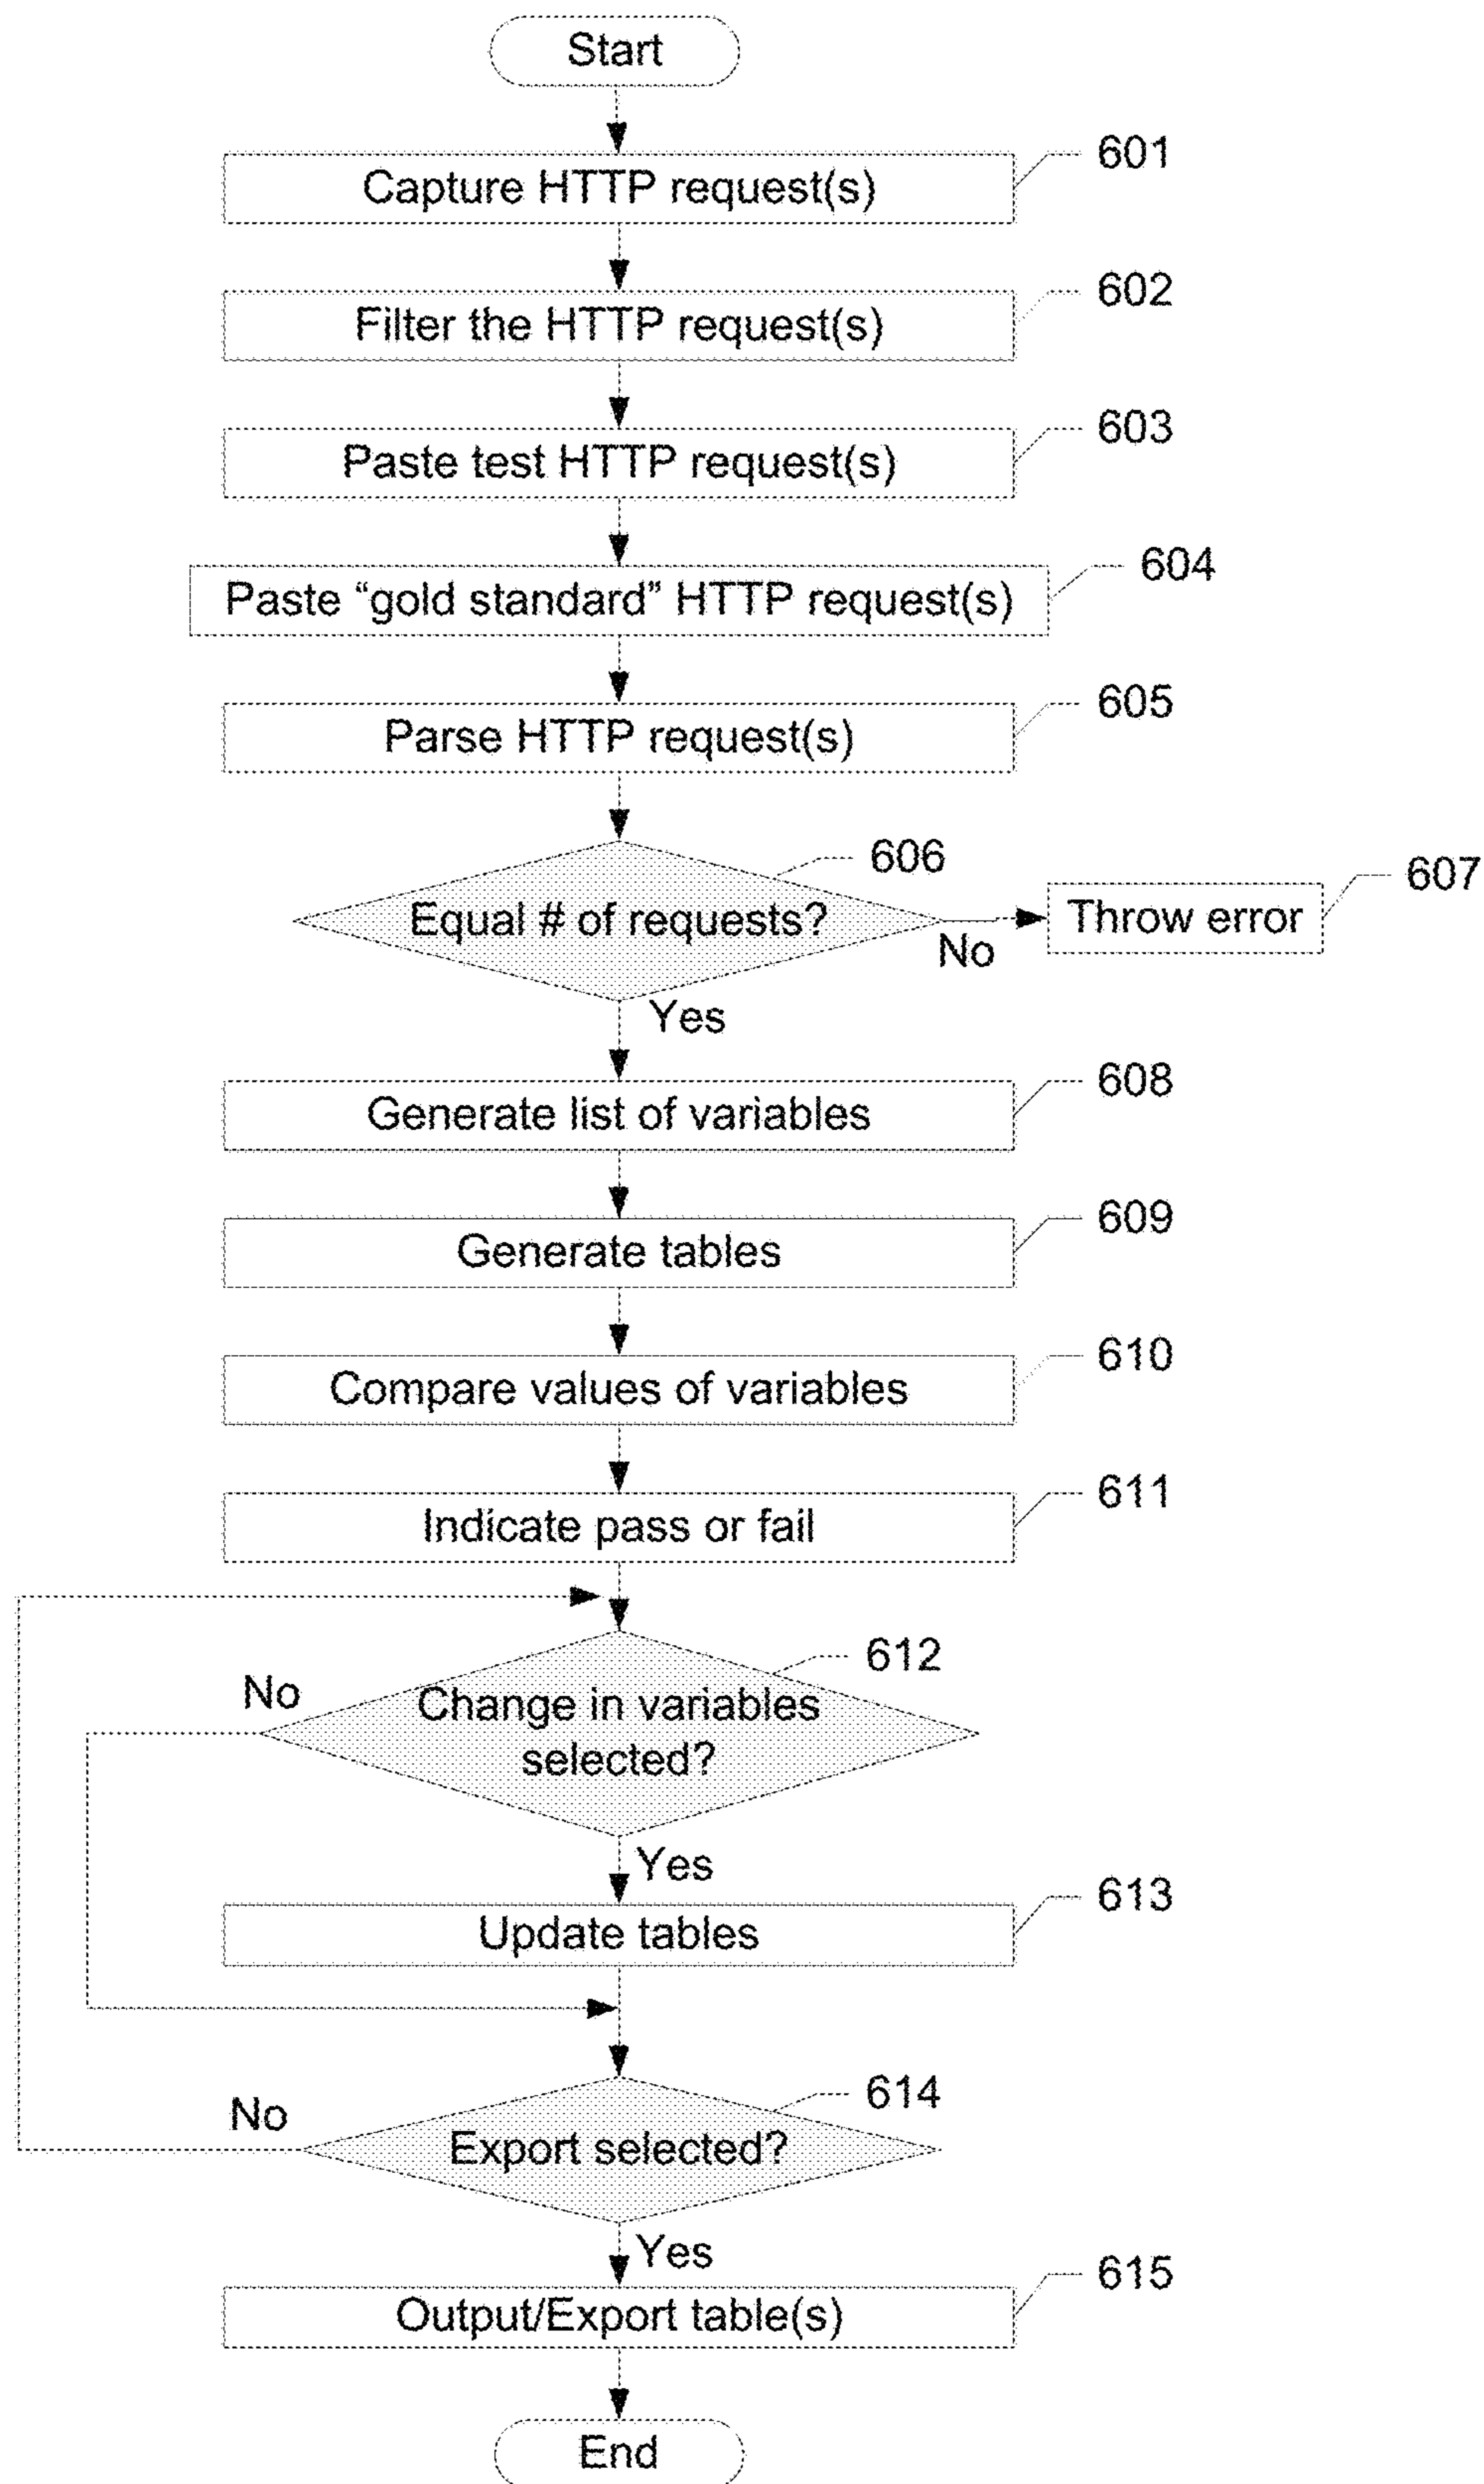 Start
Capture HTTP request(s)
601
Filter the HTTP request(s)
602
Paste test HTTP request(s)
603
Paste “gold standard” HTTP request(s)
604
Parse HTTP request(s)
605
606
Equal # of requests?
No
Throw error
607
Yes
Generate list of variables
608
Generate tables
609
Compare values of variables
610
Indicate pass or fail
611
612
No
Change in variables
selected?
Yes
Update tables
613
614
No
Export selected?
Yes
Output/Export table(s)
615
End